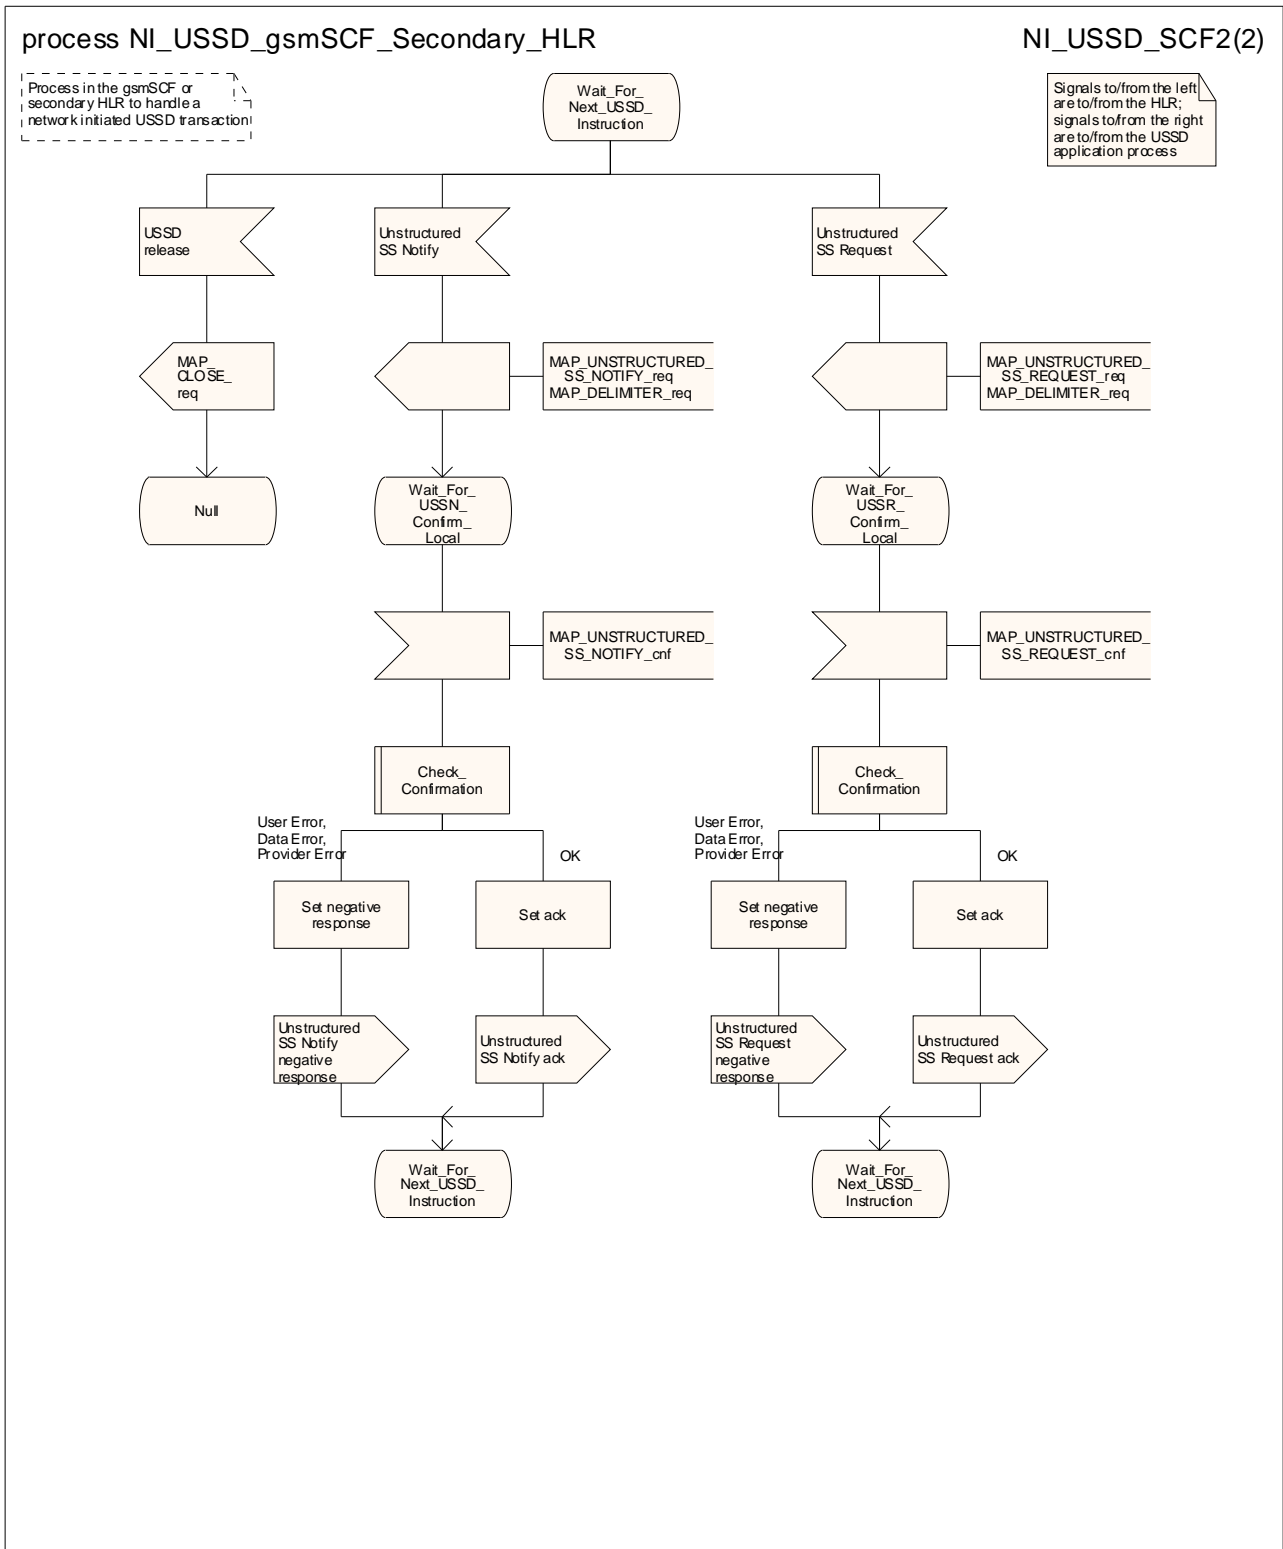 process NI_USSD_gsmSCF_Secondary_HLR
NI_USSD_SCF2(2)
Process in the gsmSCF or
secondary HLR to handle a
network initiated USSD transaction
Wait_For_
Next_USSD_
Instruction
Signals to/from the left
are to/from the HLR;
signals to/from the right
are to/from the USSD
application process
USSD
release
Unstructured
SS Notify
Unstructured
SS Request
MAP_
CLOSE_
req
MAP_UNSTRUCTURED_
SS_NOTIFY_req
MAP_DELIMITER_req
MAP_UNSTRUCTURED_
SS_REQUEST_req
MAP_DELIMITER_req
Null
Wait_For_
USSN_
Confirm_
Local
Wait_For_
USSR_
Confirm_
Local
MAP_UNSTRUCTURED_
SS_NOTIFY_cnf
MAP_UNSTRUCTURED_
SS_REQUEST_cnf
Check_
Confirmation
Check_
Confirmation
User Error,
Data Error,
Provider Error
OK
User Error,
Data Error,
Provider Error
OK
Set negative
response
Set ack
Set negative
response
Set ack
Unstructured
SS Notify
negative
response
Unstructured
SS Notify ack
Unstructured
SS Request
negative
response
Unstructured
SS Request ack
Wait_For_
Next_USSD_
Instruction
Wait_For_
Next_USSD_
Instruction